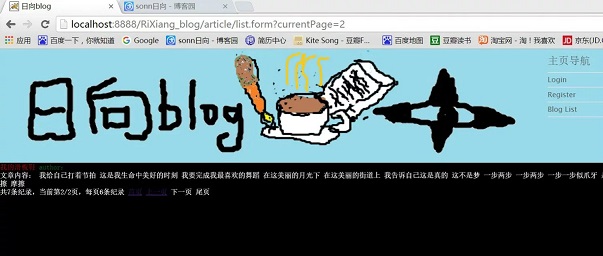 日向blog
sonn日向 - 博客园
localhost:8888/RiXiang_blog/article/list.form?currentPage=2
百度
百度一下，你就知道
Google
sonn日向 - 博客园
简历中心
Kite Song - 豆瓣F...
百度地图
豆瓣读书
淘宝网 - 淘！我喜欢
京东(JD.C
日向blog
主页导航
Login
Register
Blog List
author:
文章内容: 我给自己打着节拍 这是我生命中美好的时刻 我要完成我最喜欢的舞蹈 在这美丽的月光下 在这美丽的街道上 我告诉自己这是真的 这不是梦 一步两步 一步两步 一步一步似爪牙
擦 摩擦
共7条纪录，当前第2/2页，每页6条纪录 首页 上一页 下一页 尾页